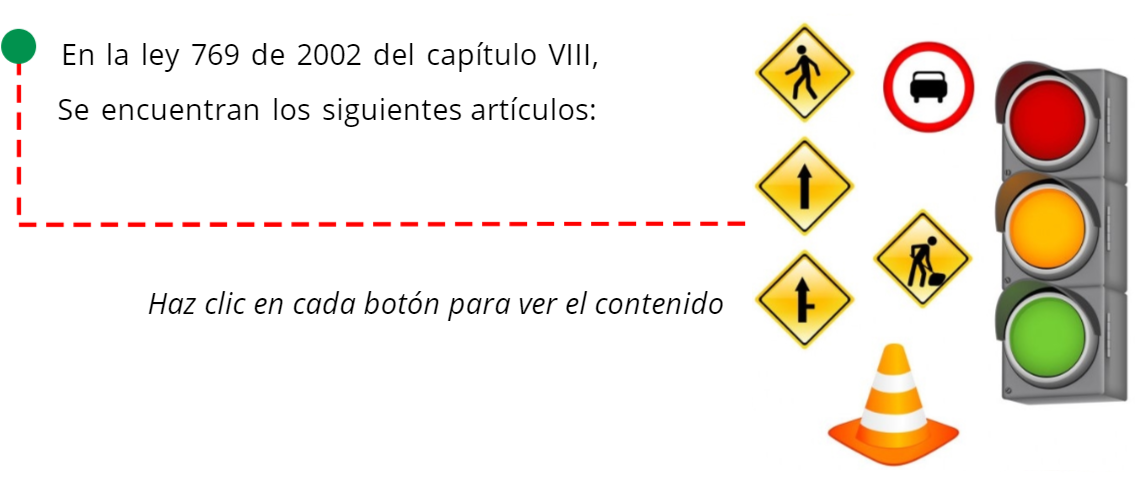 En la ley 769 de 2002 del capítulo VIII,
Se encuentran los siguientes artículos:
Haz clic en cada botón para ver el contenido